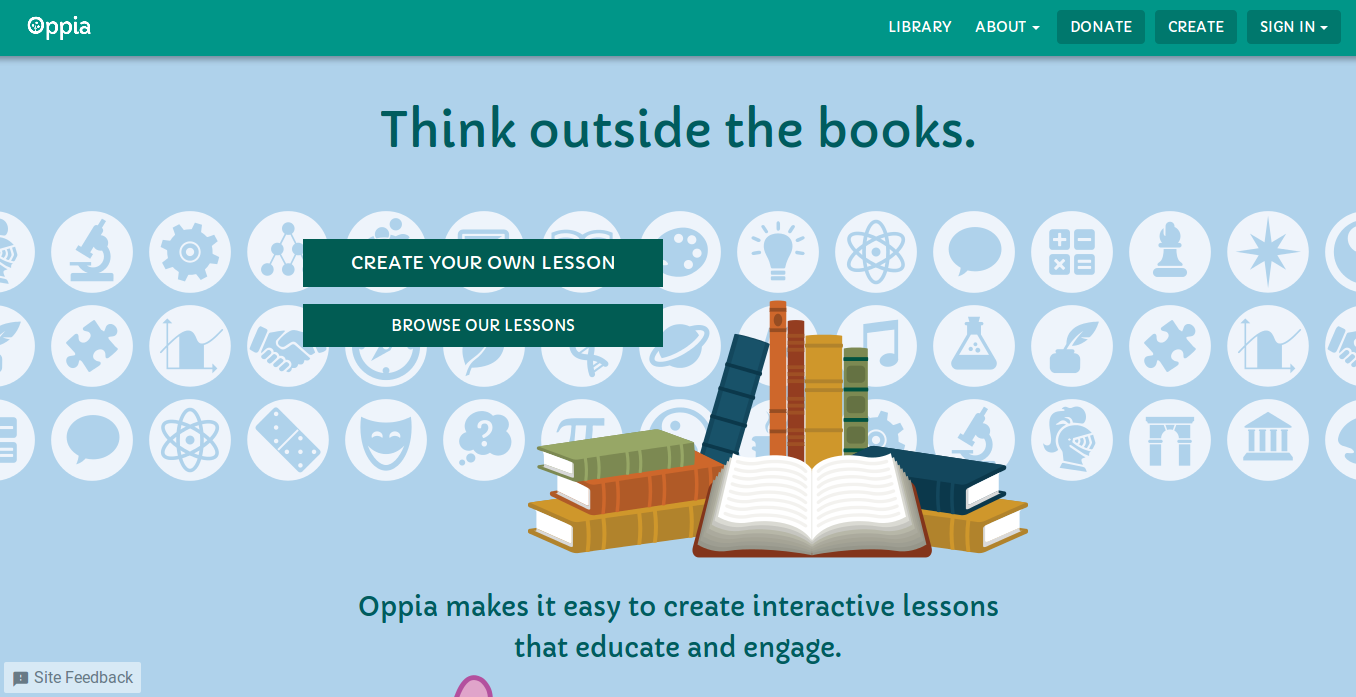 Oppia
LIBRARY ABOUT DONATE CREATE SIGN IN
Think outside the books.
CREATE YOUR OWN LESSON
BROWSE OUR LESSONS
Oppia makes it easy to create interactive lessons
that educate and engage.
Site Feedback